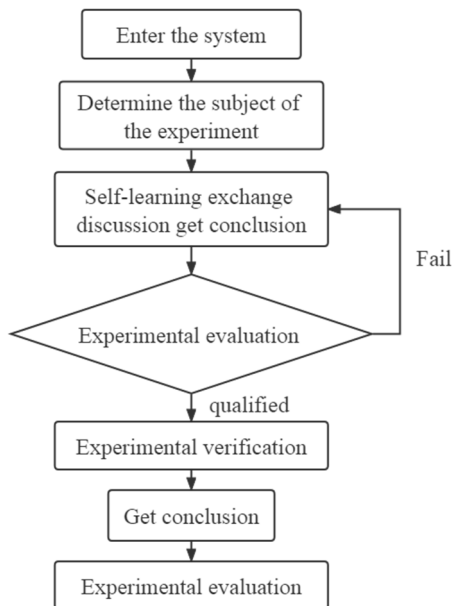 Enter the system
Determine the subject of
the experiment
Self-learning exchange
discussion get conclusion
Fail
Experimental evaluation
qualified
Experimental verification
Get conclusion
Experimental evaluation